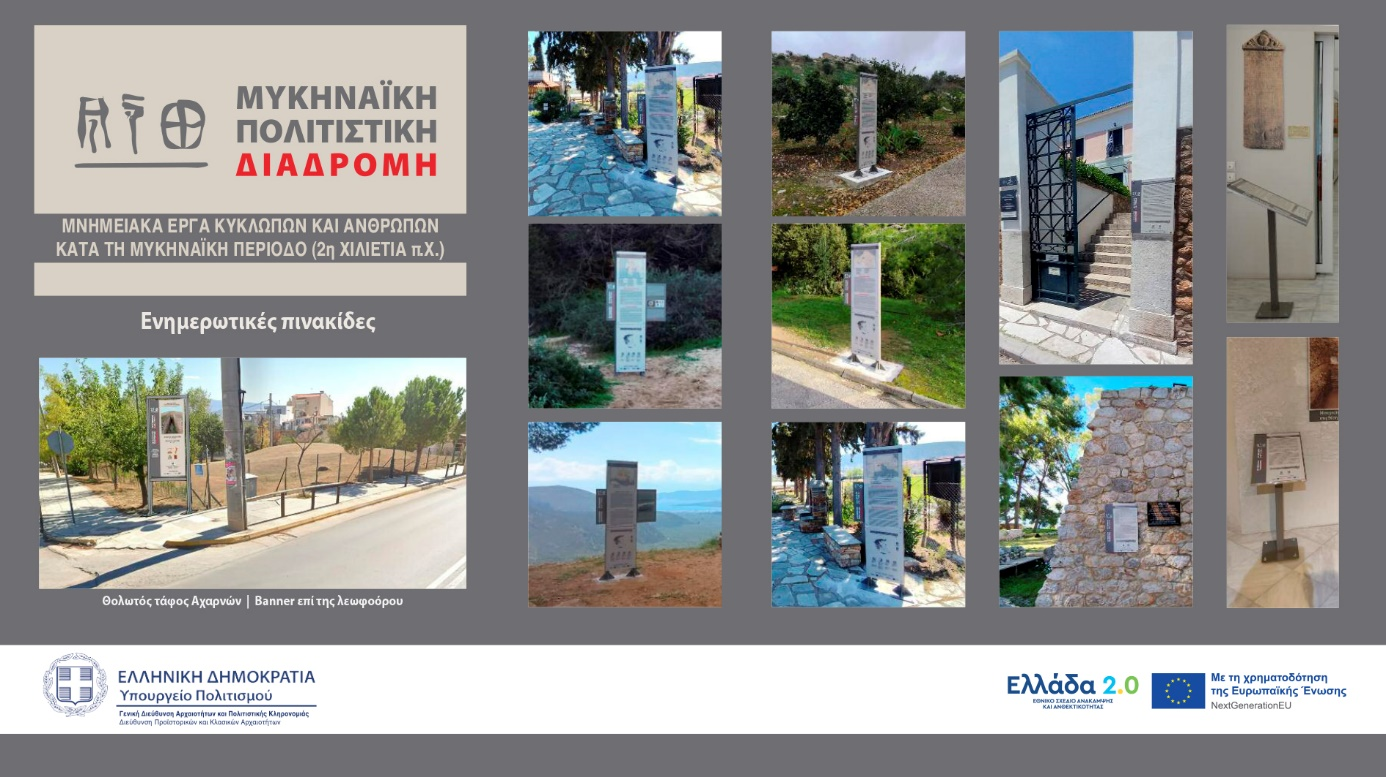 ΜΥΚΗΝΑΪΚΗ
ΠΟΛΙΤΙΣΤΙΚΗ
ΔΙΑΔΡΟΜΗ
ΜΝΗΜΕΙΑΚΑ ΕΡΓΑ ΚΥΚΛΩΠΩΝ ΚΑΙ ΑΝΘΡΩΠΩΝ
ΚΑΤΑ ΤΗ ΜΥΚΗΝΑΪΚΗ ΠΕΡΙΟΔΟ (2η ΧΙΛΙΕΤΙΑ π.Χ.)
Ενημερωτικές πινακίδες
Θολωτός τάφος Αχαρνών | Banner επί της λεωφοόρου
ΕΛΛΗΝΙΚΗ ΔΗΜΟΚΡΑΤΙΑ
Υπουργείο Πολιτισμού
Γενική Διεύθυνση Αρχαιοτήτων και Πολιτιστικής Κληρονομιάς
Διεύθυνση Προϊστορικών και Κλασικών Αρχαιοτήτων
Ελλάδα 2.0
ΕΘΝΙΚΟ ΣΧΕΔΙΟ ΑΝΑΚΑΜΨΗΣ
ΚΑΙ ΑΝΘΕΚΤΙΚΟΤΗΤΑΣ
Με τη χρηματοδότηση
της Ευρωπαϊκής Ένωσης
NextGenerationEU